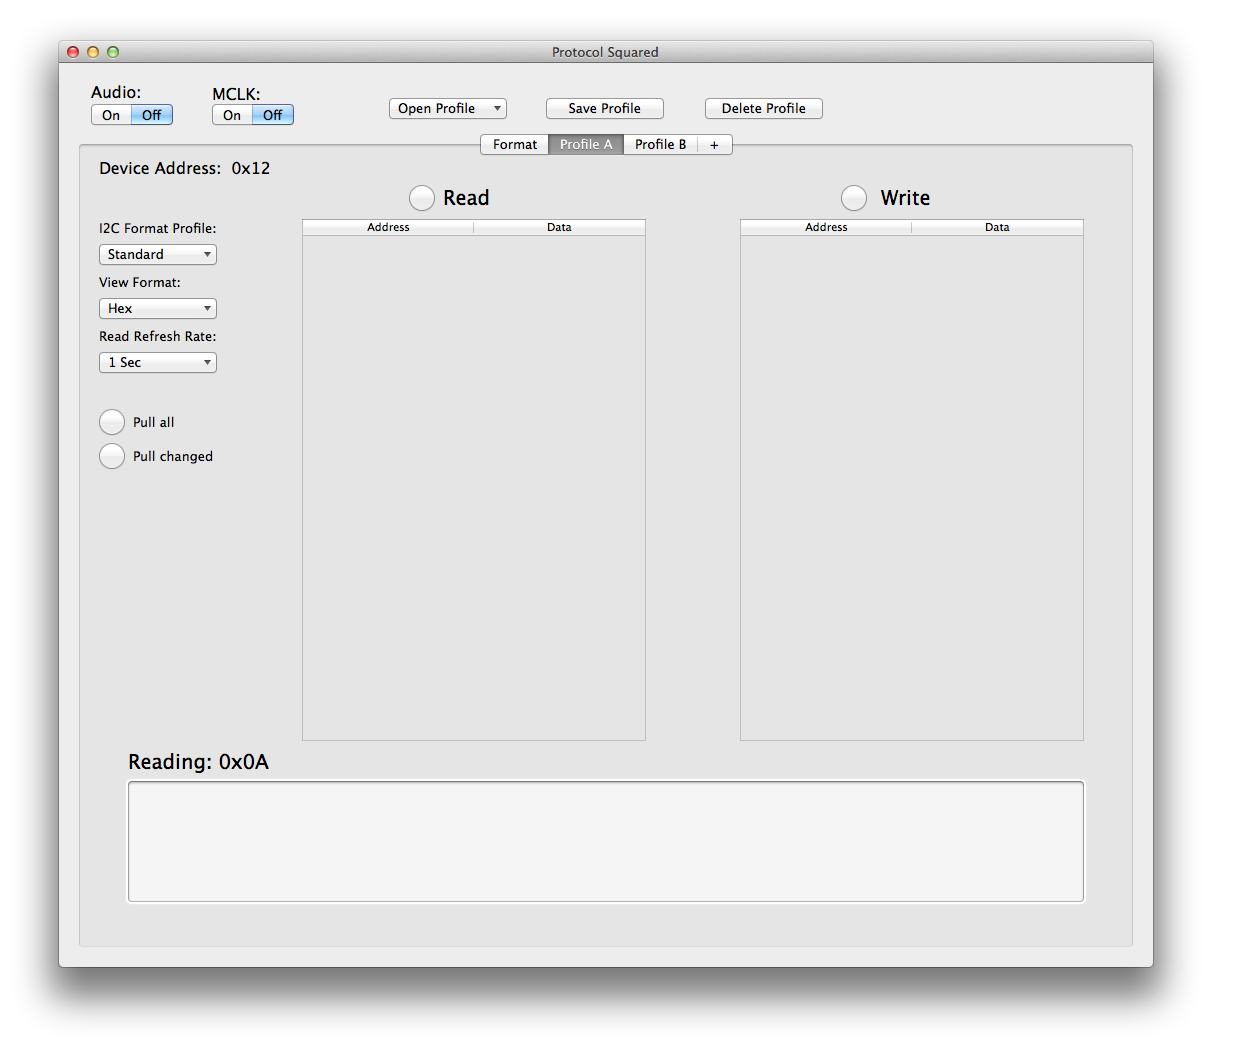 Protocol Squared
Audio:
On Off
MCLK:
On Off
Open Profile
Save Profile
Delete Profile
Format Profile A Profile B +
Device Address: 0x12
Read
Write
I2C Format Profile:
Standard
View Format:
Hex
Read Refresh Rate:
1 Sec
Pull all
Pull changed
Address Data
Address Data
Reading: 0x0A